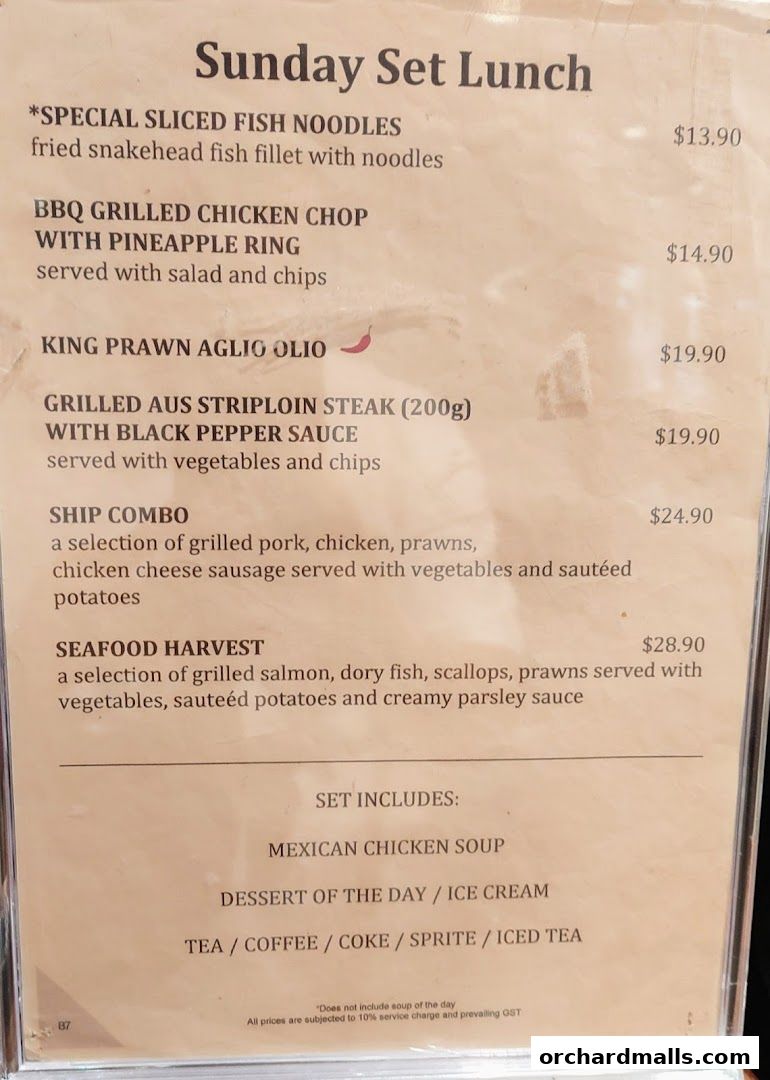 Sunday Set Lunch
*SPECIAL SLICED FISH NOODLES
$13.90
fried snakehead fish fillet with noodles
BBQ GRILLED CHICKEN CHOP
WITH PINEAPPLE RING
$14.90
served with salad and chips
KING PRAWN AGLIO OLIO
$19.90
GRILLED AUS STRIPLOIN STEAK (200g)
WITH BLACK PEPPER SAUCE
$19.90
served with vegetables and chips
SHIP COMBO
$24.90
a selection of grilled pork, chicken, prawns,
chicken cheese sausage served with vegetables and sautéed
potatoes
SEAFOOD HARVEST
$28.90
a selection of grilled salmon, dory fish, scallops, prawns served with
vegetables, sauteéd potatoes and creamy parsley sauce
SET INCLUDES:
MEXICAN CHICKEN SOUP
DESSERT OF THE DAY / ICE CREAM
TEA / COFFEE / COKE / SPRITE / ICED TEA
*Does not include soup of the day
All prices are subjected to 10% service charge and prevailing GST
B7
orchardmalls.com